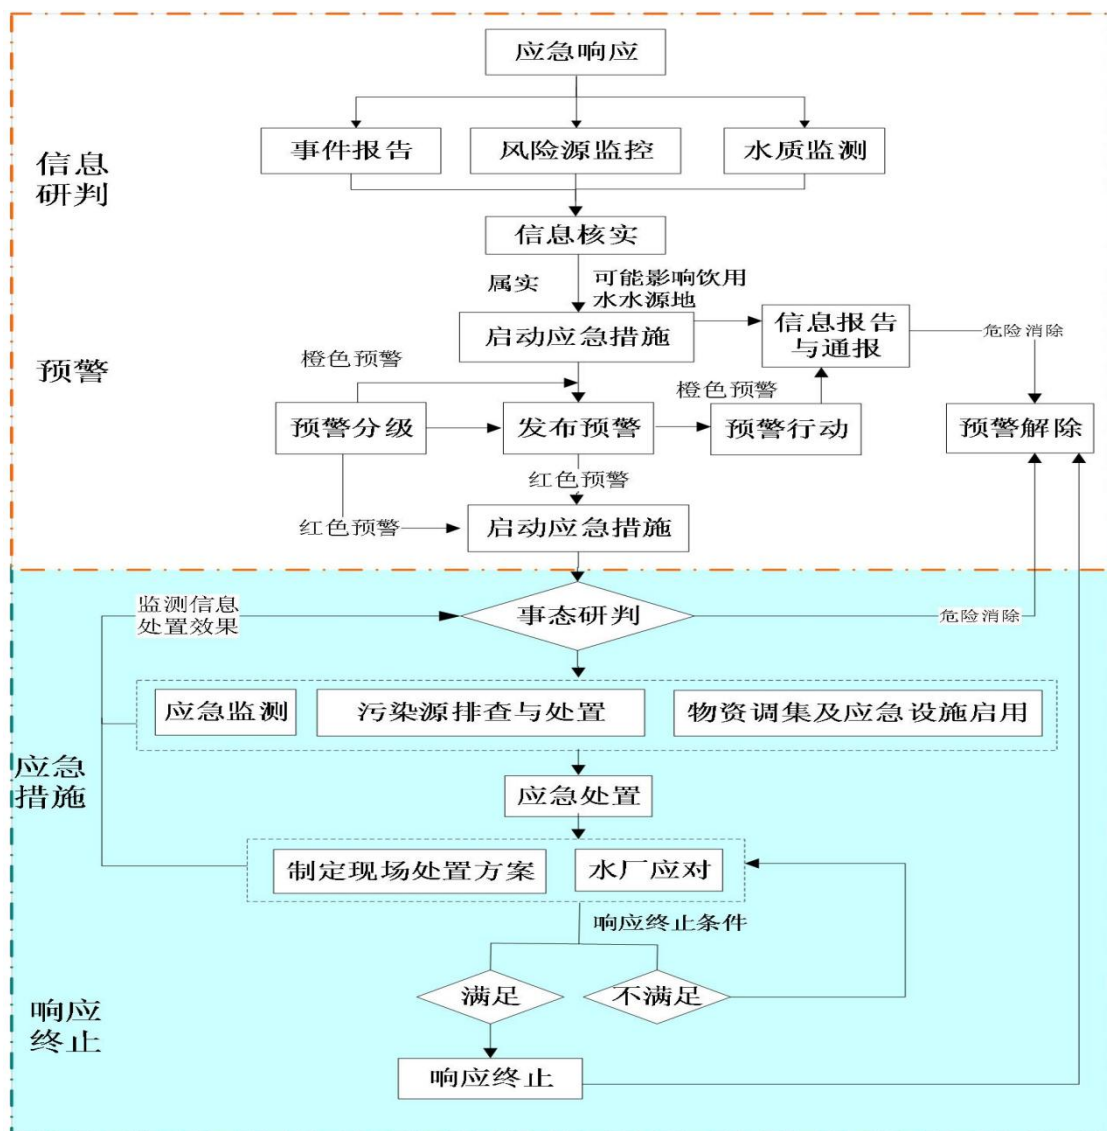 应急响应
事件报告
风险源监控
水质监测
信息
研判
信息核实
属实
可能影响饮用
水水源地
启动应急措施
信息报告
与通报
危险消除
预警
橙色预警
橙色预警
预警分级
发布预警
预警行动
预警解除
红色预警
红色预警
启动应急措施
监测信息
处置效果
事态研判
危险消除
应急监测
污染源排查与处置
物资调集及应急设施启用
应急
措施
应急处置
制定现场处置方案
水厂应对
响应终止条件
满足
不满足
响应
终止
响应终止